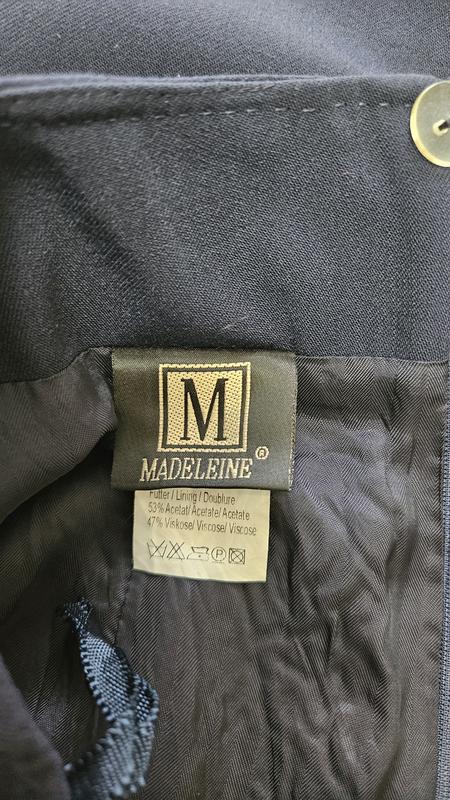 M
MADELEINE ®
Futter / Lining / Doublure
53% Acetat/ Acetate/ Acetate
47% Viskose/ Viscose/ Viscose
P